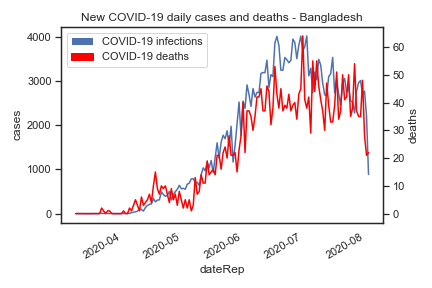 New COVID-19 daily cases and deaths - Bangladesh
COVID-19 infections
COVID-19 deaths
4000
3000
2000
1000
0
cases
60
50
40
30
20
10
0
deaths
2020-04
2020-05
2020-06
2020-07
2020-08
dateRep